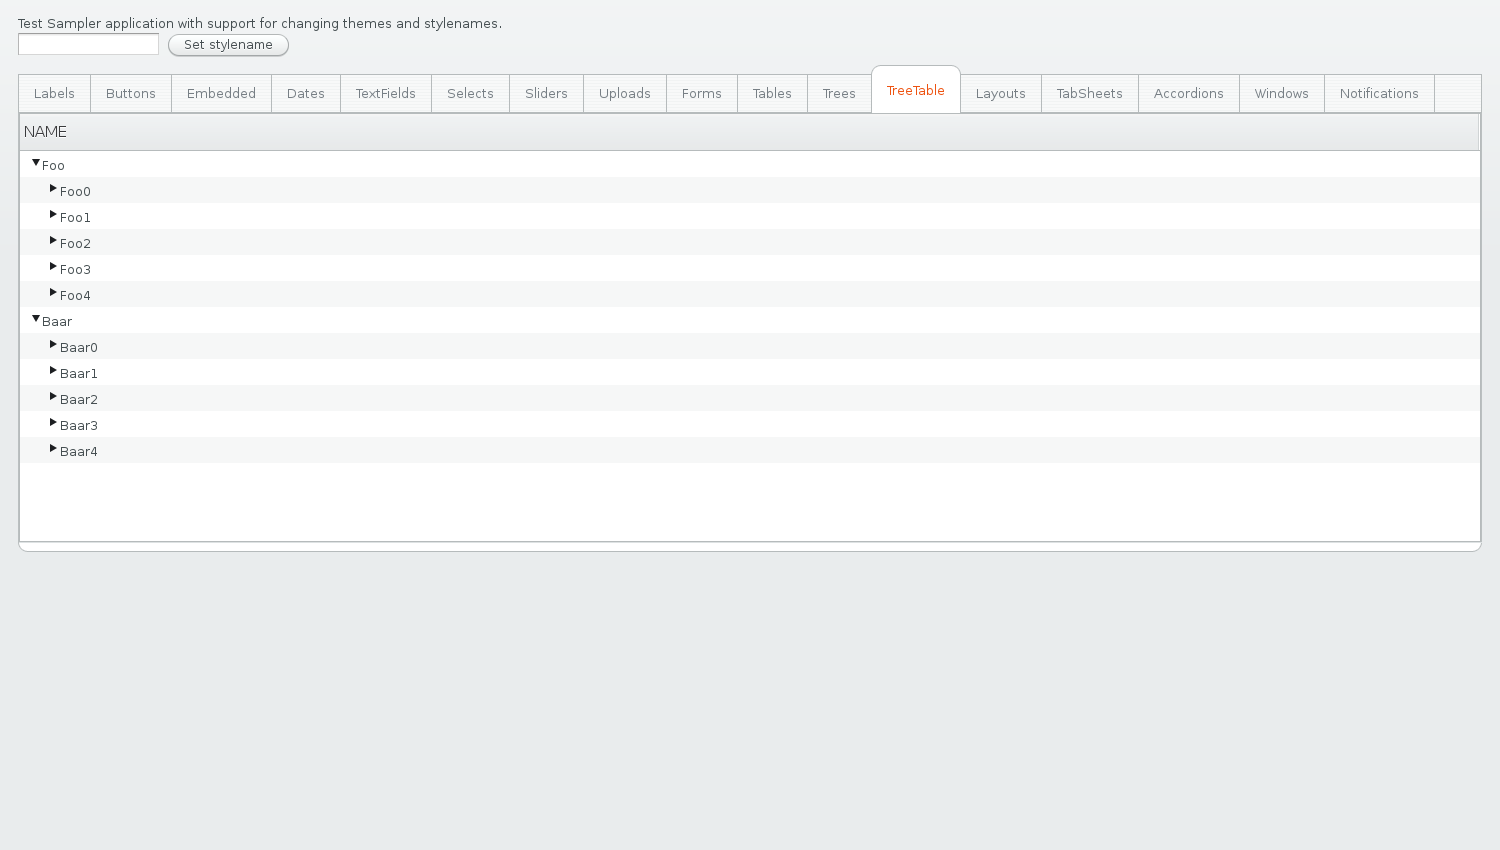 Test Sampler application with support for changing themes and stylenames.
Set stylename
Labels Buttons Embedded Dates TextFields Selects Sliders Uploads Forms Tables Trees TreeTable Layouts TabSheets Accordions Windows Notifications
NAME
Foo
Foo0
Foo1
Foo2
Foo3
Foo4
Baar
Baar0
Baar1
Baar2
Baar3
Baar4